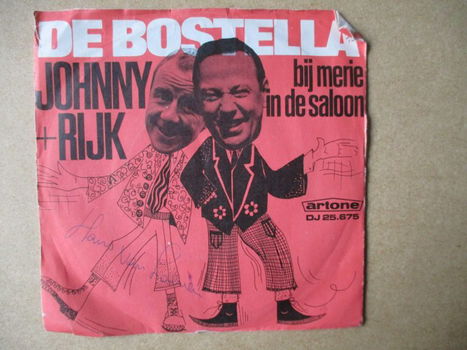 DE BOSTELLA
JOHNNY
+ RIJK
bij merie
in de saloon
artone
DJ 25.675